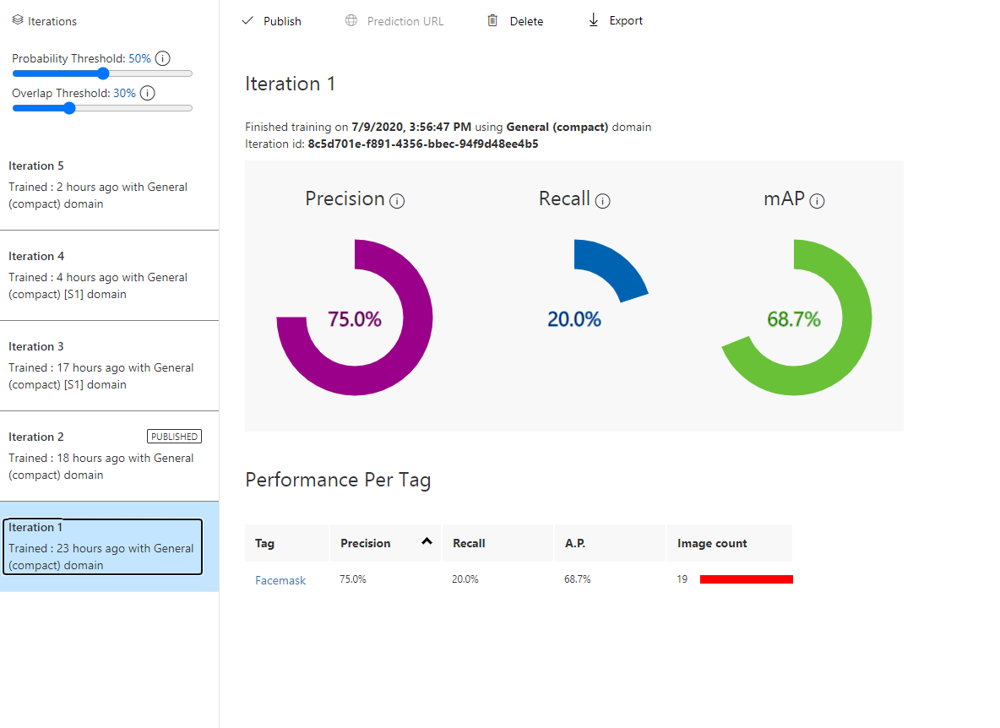 Iterations
Probability Threshold: 50%
Overlap Threshold: 30%
Iteration 5
Trained : 2 hours ago with General
(compact) domain
Iteration 4
Trained : 4 hours ago with General
(compact) [S1] domain
Iteration 3
Trained : 17 hours ago with General
(compact) [S1] domain
Iteration 2 PUBLISHED
Trained : 18 hours ago with General
(compact) domain
Iteration 1
Trained : 23 hours ago with General
(compact) domain
Publish Prediction URL Delete Export
Iteration 1
Finished training on 7/9/2020, 3:56:47 PM using General (compact) domain
Iteration id: 8c5d701e-f891-4356-bbec-94f9d48ee4b5
Precision Recall mAP
75.0% 20.0% 68.7%
Performance Per Tag
Tag Precision Recall A.P. Image count
Facemask 75.0% 20.0% 68.7% 19